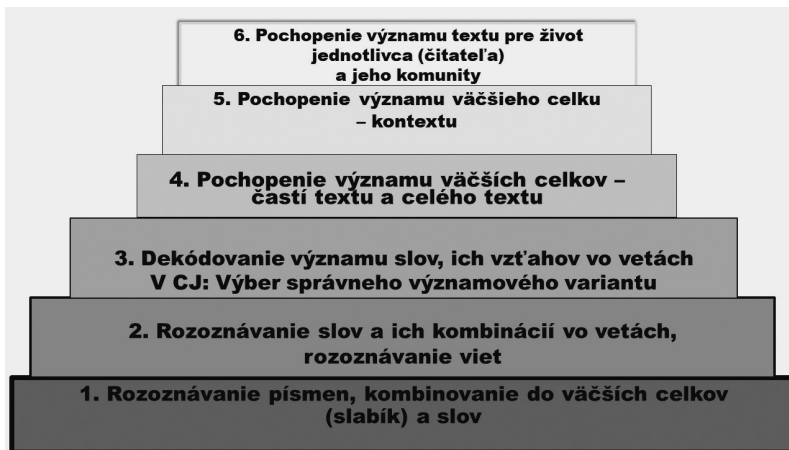 6. Pochopenie významu textu pre život
jednotlivca (čitateľa)
a jeho komunity
5. Pochopenie významu väčšieho celku
– kontextu
4. Pochopenie významu väčších celkov –
častí textu a celého textu
3. Dekódovanie významu slov, ich vzťahov vo vetách
V CJ: Výber správneho významového variantu
2. Rozoznávanie slov a ich kombinácií vo vetách,
rozoznávanie viet
1. Rozoznávanie písmen, kombinovanie do väčších celkov
(slabík) a slov